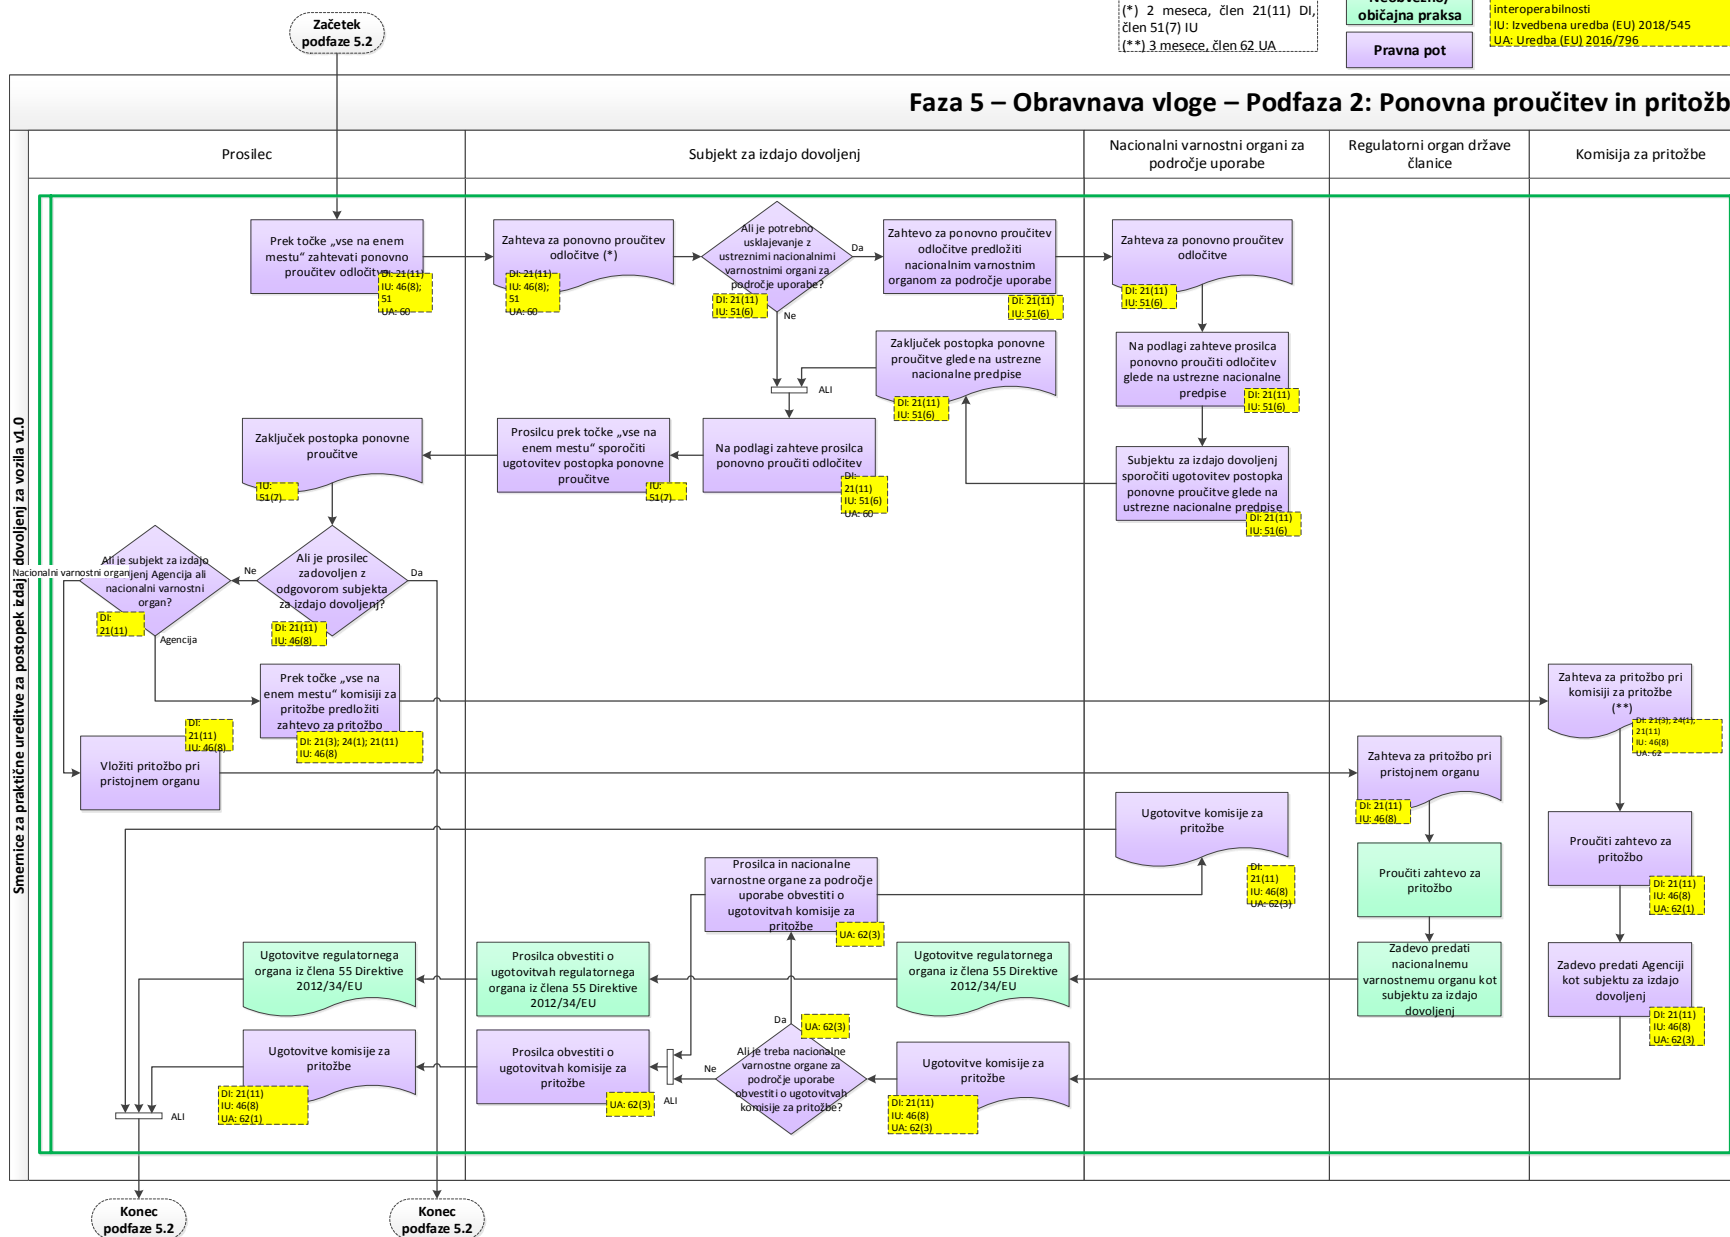 Začetek
podfaze 5.2
(*) 2 meseca, člen 21(11) DI,
člen 51(7) IU
(**) 3 mesece, člen 62 UA
običajna praksa
Pravna pot
interoperabilnosti
IU: Izvedbena uredba (EU) 2018/545
UA: Uredba (EU) 2016/796
Faza 5 – Obravnava vloge – Podfaza 2: Ponovna proučitev in pritožb
Prosilec
Subjekt za izdajo dovoljenj
Nacionalni varnostni organi za
področje uporabe
Regulatorni organ države
članice
Komisija za pritožbe
Smernice za praktične ureditve za postopek izdaje dovoljenj za vozila v1.0
Prek točke „vse na enem
mestu“ zahtevati ponovno
proučitev odločitve
DI: 21(11)
IU: 46(8);
51
UA: 60
Zahteva za ponovno proučitev
odločitve (*)
DI: 21(11)
IU: 46(8);
51
UA: 60
Ali je potrebno
usklajevanje z
ustreznimi nacionalnimi
varnostnimi organi za
področje uporabe?
DI: 21(11)
IU: 51(6)
Da
Ne
Zahtevo za ponovno proučitev
odločitve predložiti
nacionalnim varnostnim
organom za področje uporabe
DI: 21(11)
IU: 51(6)
Zahteva za ponovno proučitev
odločitve
DI: 21(11)
IU: 51(6)
Zaključek postopka ponovne
proučitve glede na ustrezne
nacionalne predpise
DI: 21(11)
IU: 51(6)
ALI
Na podlagi zahteve prosilca
ponovno proučiti odločitev
glede na ustrezne nacionalne
predpise
DI: 21(11)
IU: 51(6)
Zaključek postopka ponovne
proučitve
IU:
51(7)
Prosilcu prek točke „vse na
enem mestu“ sporočiti
ugotovitev postopka ponovne
proučitve
IU:
51(7)
Na podlagi zahteve prosilca
ponovno proučiti odločitev
DI:
21(11)
IU: 51(6)
UA: 60
Subjektu za izdajo dovoljenj
sporočiti ugotovitev postopka
ponovne proučitve glede na
ustrezne nacionalne predpise
DI: 21(11)
IU: 51(6)
Nacionalni varnostni organ
Ali je subjekt za izdajo
ljenj Agencija ali
nacionalni varnostni
organ?
DI:
21(11)
Agencija
Ne
Ali je prosilec
zadovoljen z
odgovorom subjekta
za izdajo dovoljenj?
DI: 21(11)
IU: 46(8)
Da
Prek točke „vse na
enem mestu“ komisiji za
pritožbe predložiti
zahtevo za pritožbo
DI: 21(3); 24(1); 21(11)
IU: 46(8)
Zahteva za pritožbo pri
komisiji za pritožbe
(**)
DI: 21(3); 24(1);
21(11)
IU: 46(8)
UA: 62
DI:
21(11)
IU: 46(8)
Vložiti pritožbo pri
pristojnem organu
Zahteva za pritožbo pri
pristojnem organu
DI: 21(11)
IU: 46(8)
Ugotovitve komisije za
pritožbe
DI:
21(11)
IU: 46(8)
UA: 62(3)
Proučiti zahtevo za
pritožbo
Proučiti zahtevo za
pritožbo
DI: 21(11)
IU: 46(8)
UA: 62(1)
Prosilca in nacionalne
varnostne organe za področje
uporabe obvestiti o
ugotovitvah komisije za
pritožbe
UA: 62(3)
Ugotovitve regulatornega
organa iz člena 55 Direktive
2012/34/EU
Prosilca obvestiti o
ugotovitvah regulatornega
organa iz člena 55 Direktive
2012/34/EU
Ugotovitve regulatornega
organa iz člena 55 Direktive
2012/34/EU
Zadevo predati
nacionalnemu
varnostnemu organu kot
subjektu za izdajo
dovoljenj
Zadevo predati Agenciji
kot subjektu za izdajo
dovoljenj
DI: 21(11)
IU: 46(8)
UA: 62(3)
Ugotovitve komisije za
pritožbe
DI: 21(11)
IU: 46(8)
UA: 62(1)
Prosilca obvestiti o
ugotovitvah komisije za
pritožbe
UA: 62(3)
ALI
Ne
Da
UA: 62(3)
Ali je treba nacionalne
varnostne organe za
področje uporabe
obvestiti o ugotovitvah
komisije za pritožbe?
Ugotovitve komisije za
pritožbe
DI: 21(11)
IU: 46(8)
UA: 62(3)
ALI
Konec
podfaze 5.2
Konec
podfaze 5.2